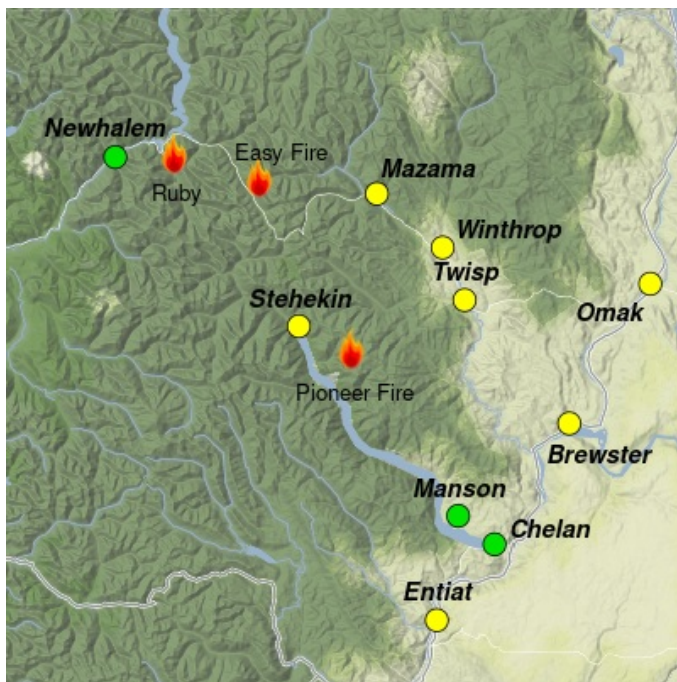 Newhalem
Easy Fire
Mazama
Ruby
Winthrop
Twisp
Stehekin
Omak
Pioneer Fire
Brewster
Manson
Chelan
Entiat